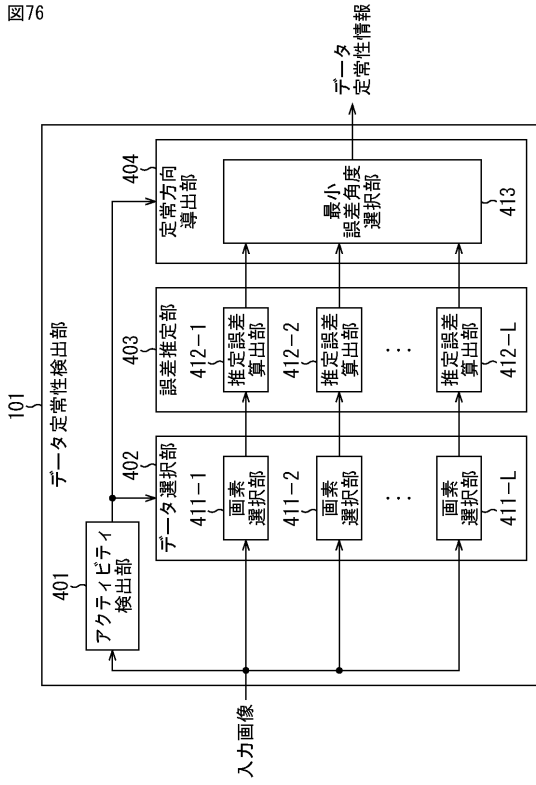 図76
101
データ定常性検出部
401
アクティビティ
検出部
402
データ選択部
403
誤差推定部
404
定常方向
導出部
411-1
画素
選択部
412-1
推定誤差
算出部
411-2
画素
選択部
412-2
推定誤差
算出部
最小
誤差角度
選択部
413
...
...
画素
選択部
411-L
推定誤差
算出部
412-L
入力画像
データ
定常性情報